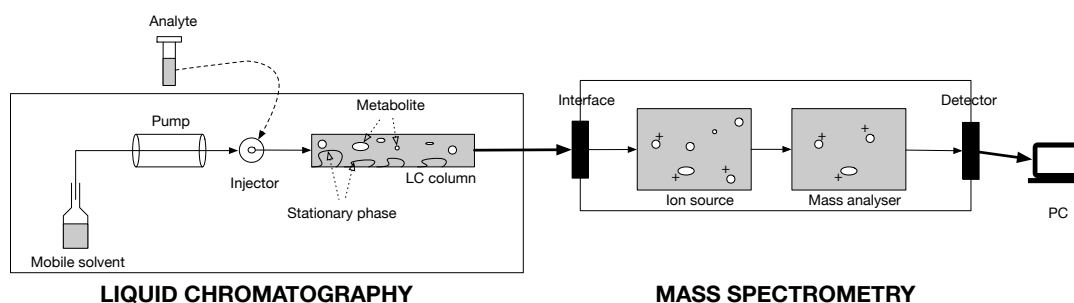 Analyte
Metabolite
Interface
Detector
Pump
Injector
LC column
Stationary phase
Ion source
Mass analyser
Mobile solvent
PC
+
+
+
+
+
+
LIQUID CHROMATOGRAPHY
MASS SPECTROMETRY